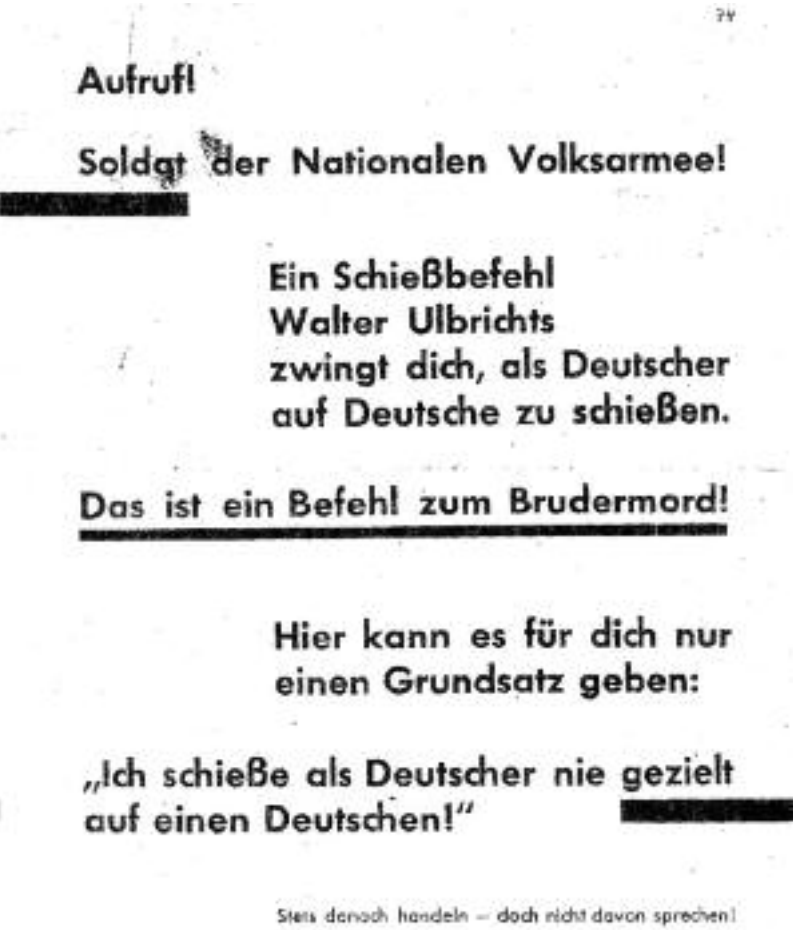 74
Aufruf!
Soldat der Nationalen Volksarmee!
Ein Schießbefehl
Walter Ulbrichts
zwingt dich, als Deutscher
auf Deutsche zu schießen.
Das ist ein Befehl zum Brudermord!
Hier kann es für dich nur
einen Grundsatz geben:
„Ich schieße als Deutscher nie gezielt
auf einen Deutschen!“
Stets danach handeln – doch nicht davon sprechen!